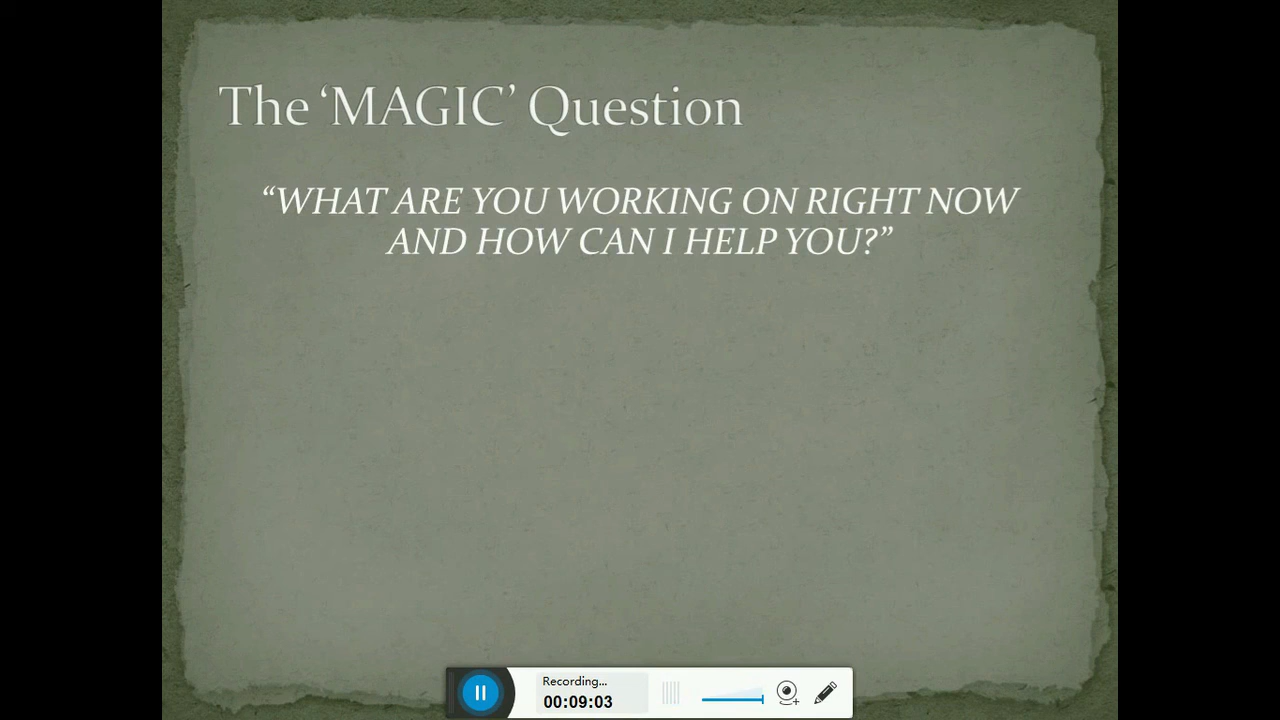 The ‘MAGIC’ Question
“WHAT ARE YOU WORKING ON RIGHT NOW
AND HOW CAN I HELP YOU?”
Recording...
00:09:03